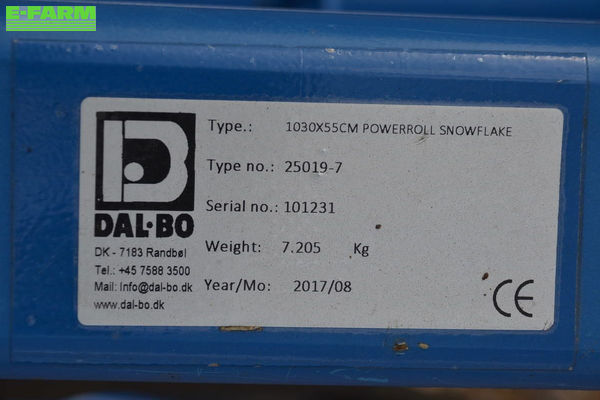 E-FARM
DAL-BO
DK - 7183 Randbøl
Tel.: +45 7588 3500
Mail: info@dal-bo.dk
www.dal-bo.dk
Type.: 1030X55CM POWERROLL SNOWFLAKE
Type no.: 25019-7
Serial no.: 101231
Weight: 7.205 Kg
Year/Mo: 2017/08
CE